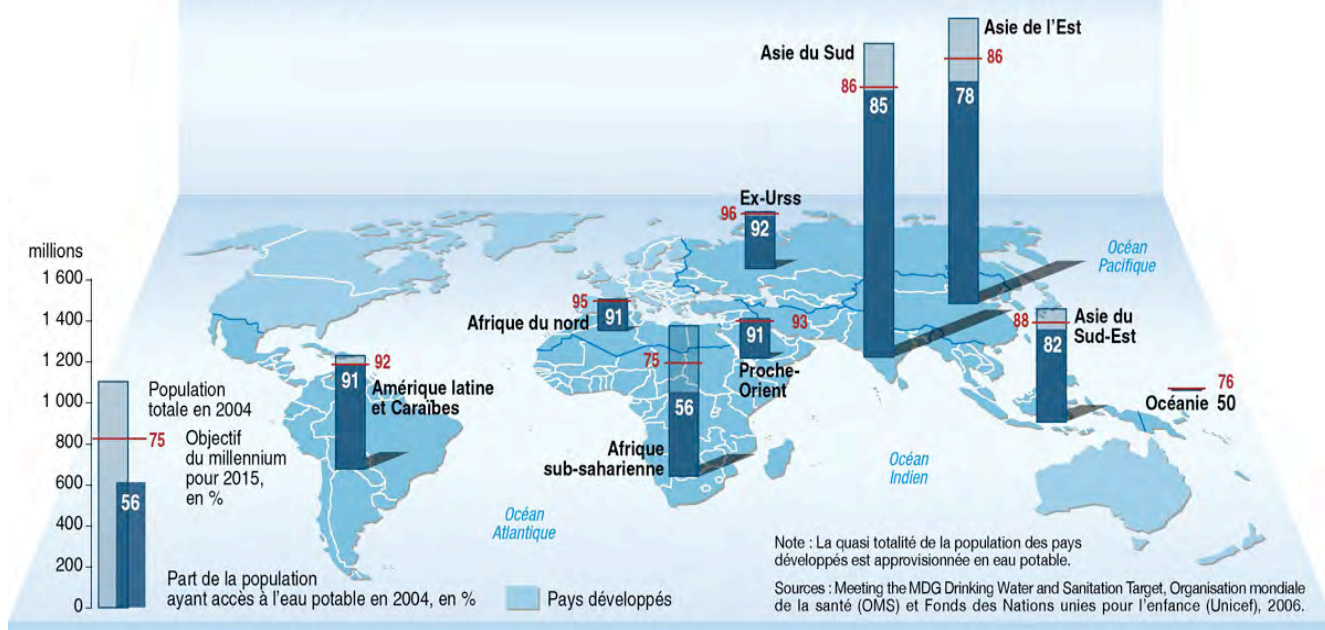 Asie de l'Est
86
78
Asie du Sud
86
85
Ex-Urss
96
92
Océan
Pacifique
millions
1 600
1 400
1 200
1 000
800
600
400
200
0
Population
totale en 2004
75
Objectif
du millennium
pour 2015,
en %
56
Part de la population
ayant accès à l'eau potable en 2004, en %
92
91
Amérique latine
et Caraïbes
95
Afrique du nord
91
75
56
Afrique
sub-saharienne
93
91
Proche-
Orient
88
Asie du
Sud-Est
82
76
Océanie 50
Océan
Indien
Océan
Atlantique
Pays développés
Note : La quasi totalité de la population des pays
développés est approvisionnée en eau potable.
Sources : Meeting the MDG Drinking Water and Sanitation Target, Organisation mondiale
de la santé (OMS) et Fonds des Nations unies pour l'enfance (Unicef), 2006.